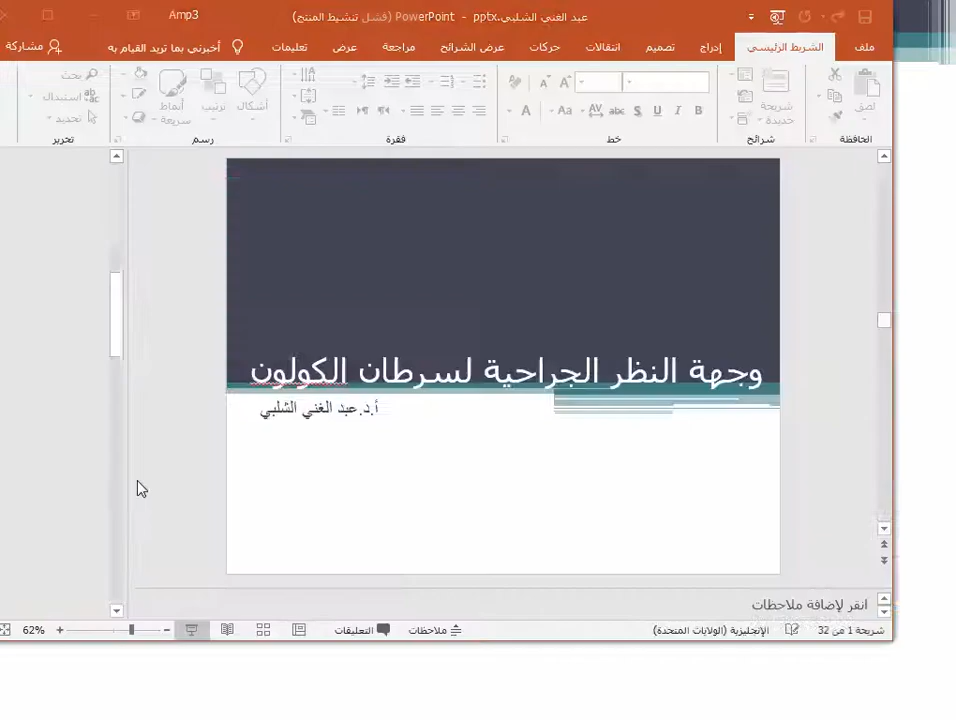 عبد الغني الشلبي.pptx - PowerPoint (فشل تنشيط المنتج)
Amp3
ملف
الشريط الرئيسي
إدراج
تصميم
انتقالات
حركات
عرض الشرائح
مراجعة
عرض
تعليمات
أخبرني بما تريد القيام به
مشاركة
لصق
الحافظة
شريحة جديدة
شرائح
B I U S abc AV Aa A
خط
فقرة
أشكال
ترتيب
أنماط سريعة
رسم
بحث
استبدال
تحديد
تحرير
وجهة النظر الجراحية لسرطان الكولون
أ.د.عبد الغني الشلبي
انقر لإضافة ملاحظات
شريحة 1 من 32
الإنجليزية (الولايات المتحدة)
ملاحظات
التعليقات
62%